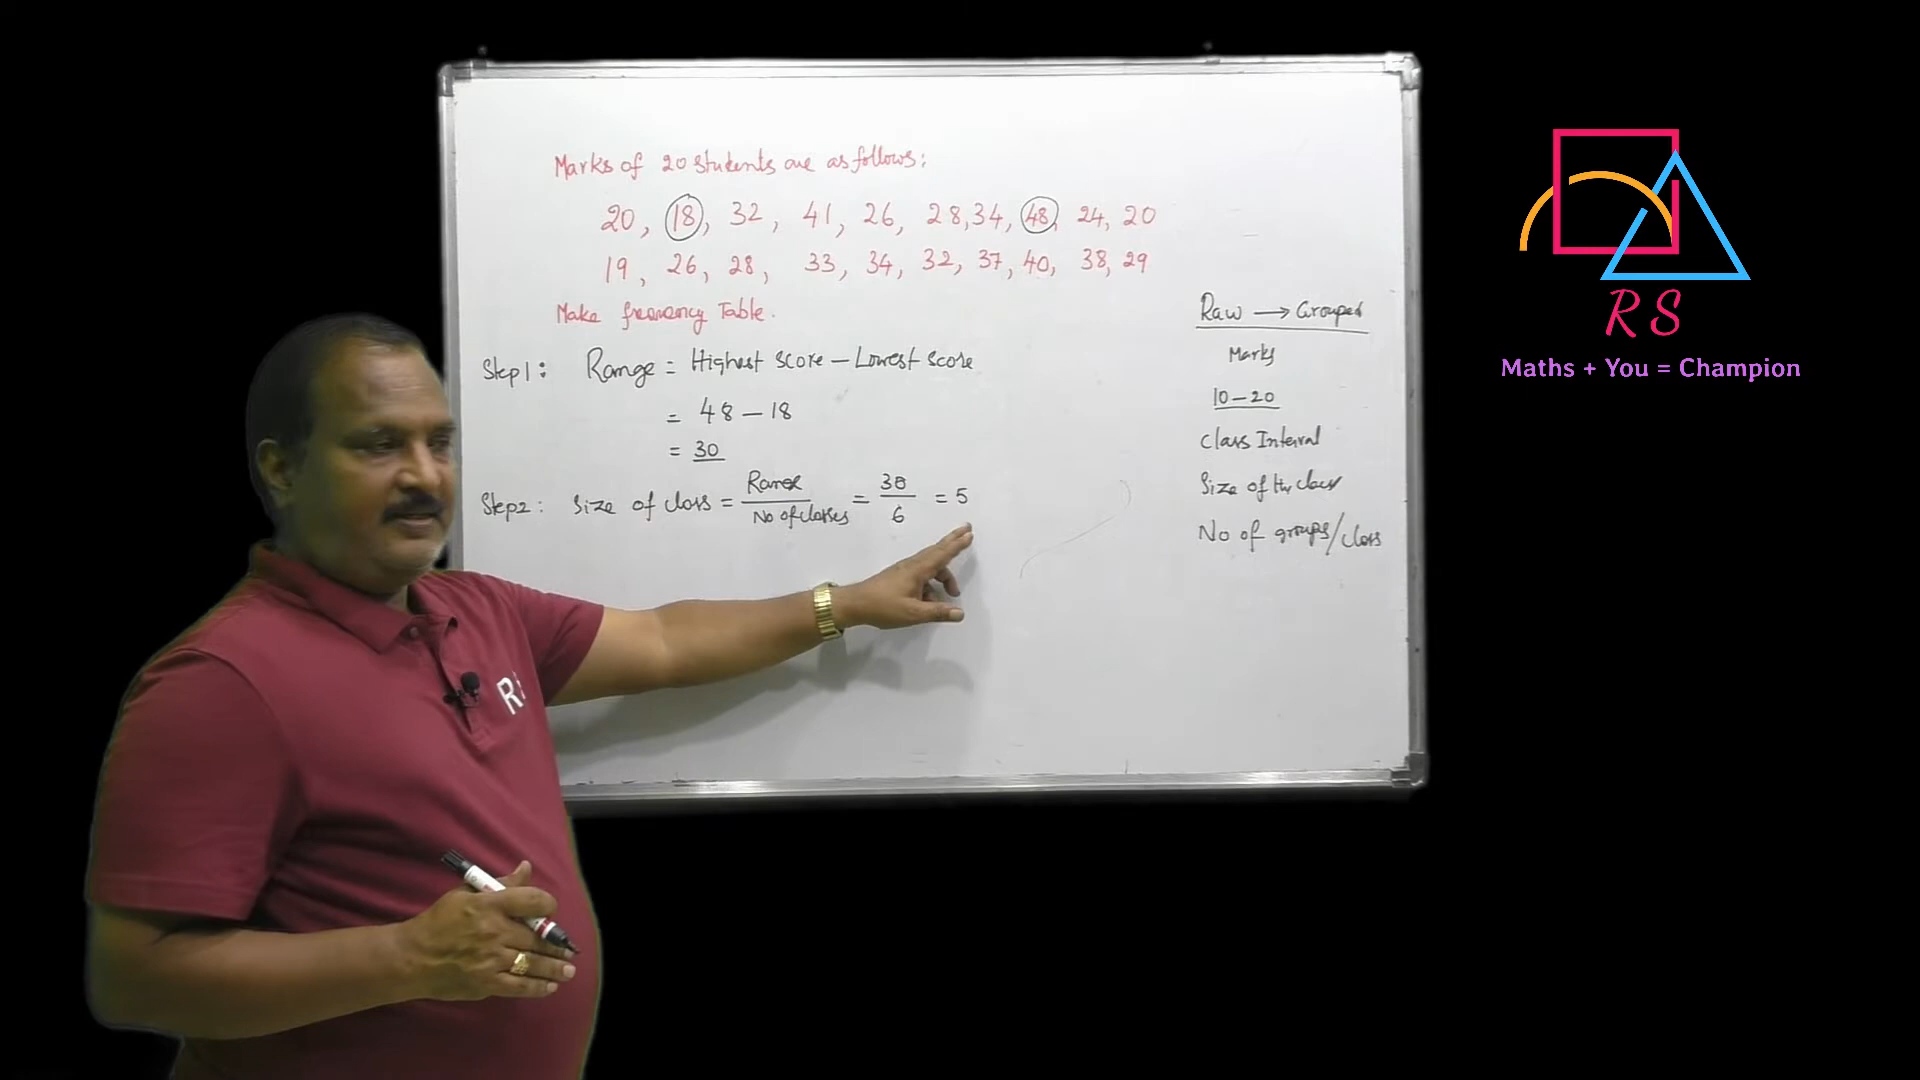 Marks of 20 students are as follows:
20, 18, 32, 41, 26, 28, 34, 48, 24, 20
19, 26, 28, 33, 34, 32, 37, 40, 38, 29
Make frequency Table.
Step1: Range = Highest score – Lowest score
= 48 – 18
= 30
Step2: Size of class = Range / No of classes = 30 / 6 = 5
Raw → Grouped
Marks
10 – 20
Class Interval
Size of the class
No of groups/class
RS
Maths + You = Champion
R